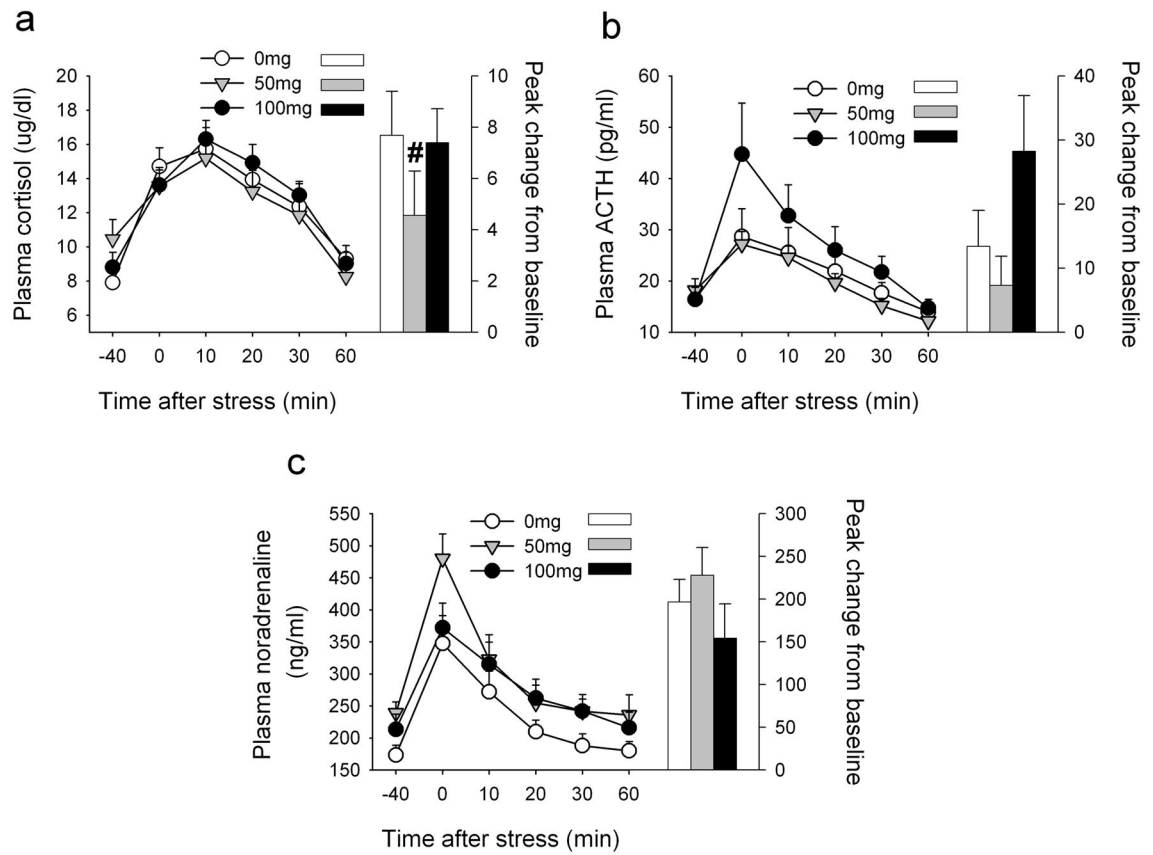 a
0mg
50mg
100mg
Plasma cortisol (ug/dl)
20
18
16
14
12
10
8
6
-40 0 10 20 30 60
Time after stress (min)
#
10
8
6
4
2
0
Peak change from baseline
b
0mg
50mg
100mg
Plasma ACTH (pg/ml)
60
50
40
30
20
10
-40 0 10 20 30 60
Time after stress (min)
40
30
20
10
0
Peak change from baseline
c
0mg
50mg
100mg
Plasma noradrenaline
(ng/ml)
550
500
450
400
350
300
250
200
150
-40 0 10 20 30 60
Time after stress (min)
300
250
200
150
100
50
0
Peak change from baseline